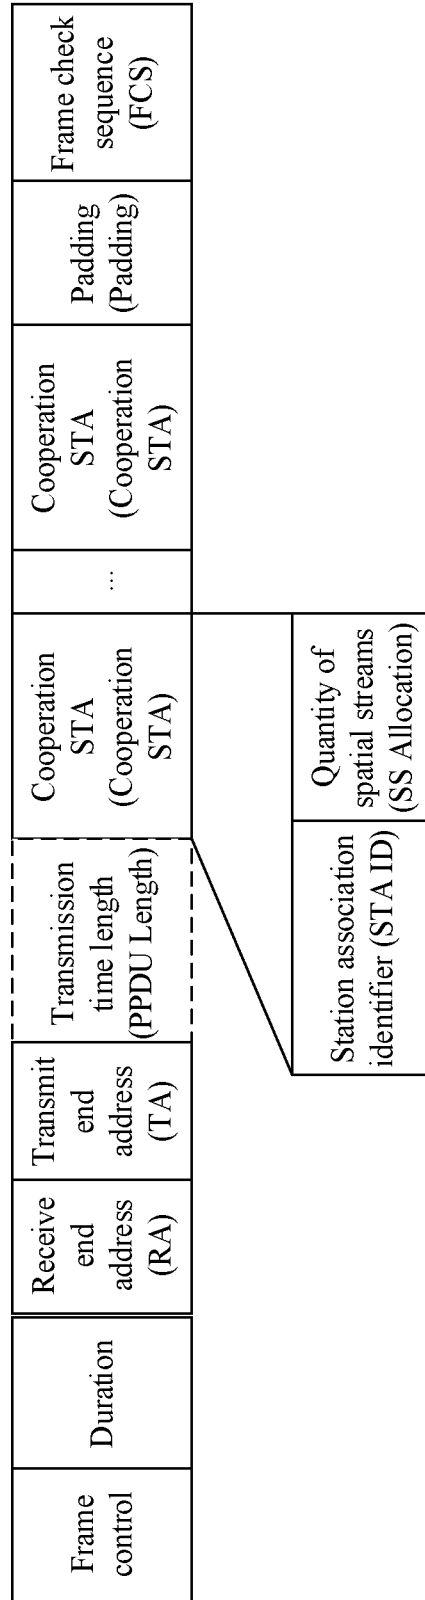 Frame
control
Duration
Receive
end
address
(RA)
Transmit
end
address
(TA)
Transmission
time length
(PPDU Length)
Cooperation
STA
(Cooperation
STA)
...
Cooperation
STA
(Cooperation
STA)
Padding
(Padding)
Frame check
sequence
(FCS)
Station association
identifier (STA ID)
Quantity of
spatial streams
(SS Allocation)